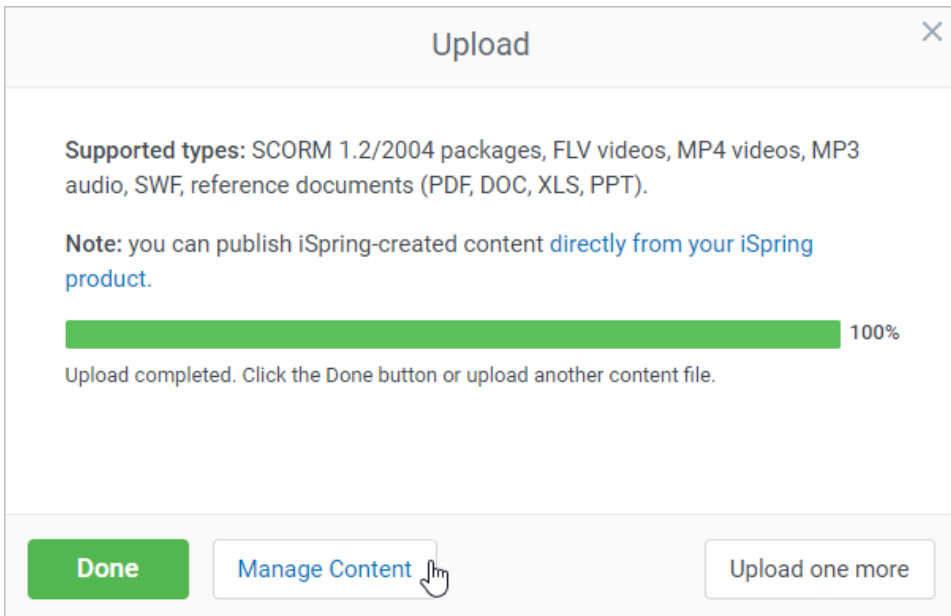 Upload
Supported types: SCORM 1.2/2004 packages, FLV videos, MP4 videos, MP3
audio, SWF, reference documents (PDF, DOC, XLS, PPT).
Note: you can publish iSpring-created content directly from your iSpring
product.
100%
Upload completed. Click the Done button or upload another content file.
Done
Manage Content
Upload one more